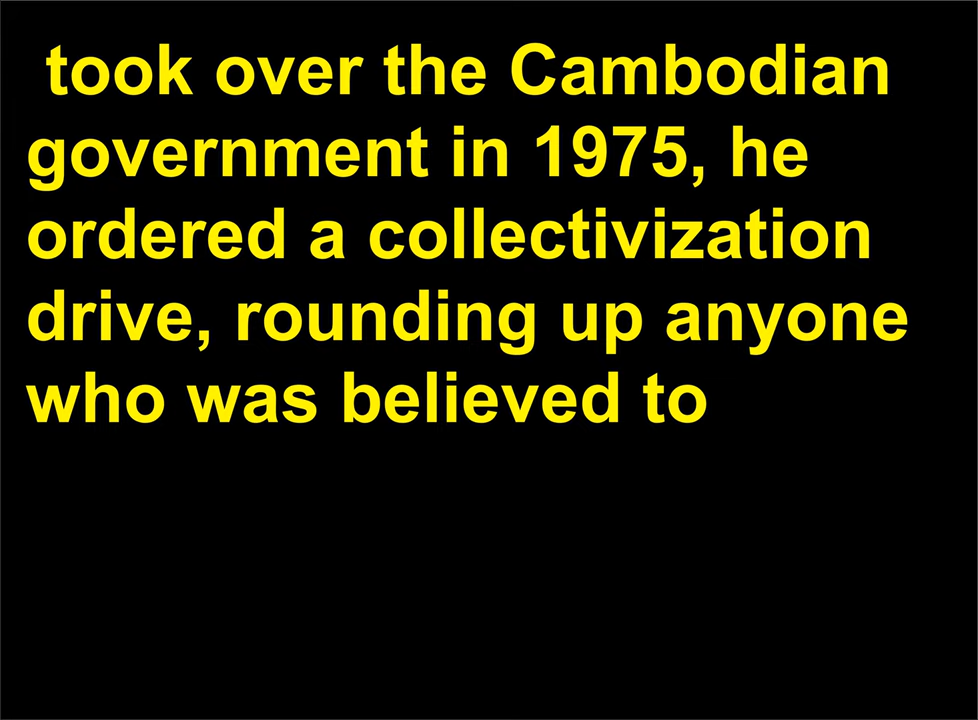 took over the Cambodian
government in 1975, he
ordered a collectivization
drive, rounding up anyone
who was believed to